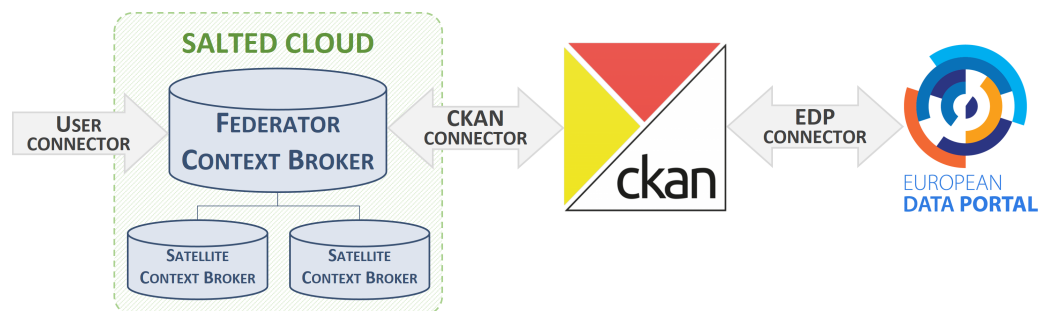 SALTED CLOUD
USER
CONNECTOR
FEDERATOR
CONTEXT BROKER
SATELLITE
CONTEXT BROKER
SATELLITE
CONTEXT BROKER
CKAN
CONNECTOR
ckan
EDP
CONNECTOR
EUROPEAN
DATA PORTAL